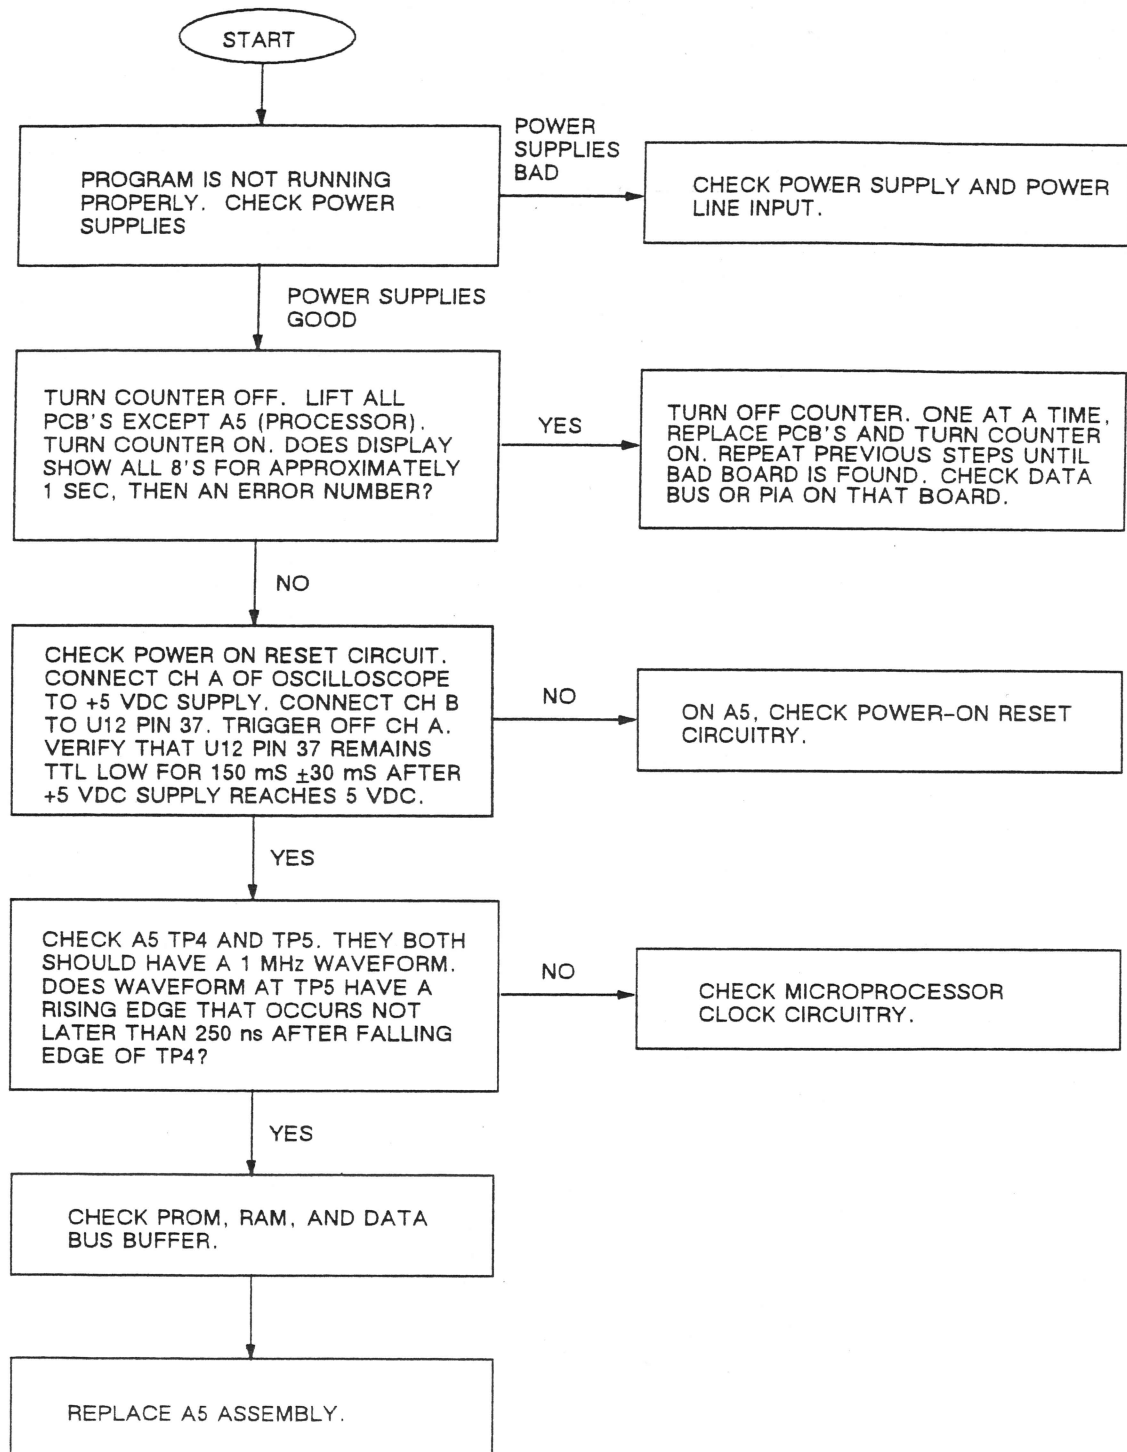 START
PROGRAM IS NOT RUNNING
PROPERLY. CHECK POWER
SUPPLIES
POWER
SUPPLIES
BAD
CHECK POWER SUPPLY AND POWER
LINE INPUT.
POWER SUPPLIES
GOOD
TURN COUNTER OFF. LIFT ALL
PCB'S EXCEPT A5 (PROCESSOR).
TURN COUNTER ON. DOES DISPLAY
SHOW ALL 8'S FOR APPROXIMATELY
1 SEC, THEN AN ERROR NUMBER?
YES
TURN OFF COUNTER. ONE AT A TIME,
REPLACE PCB'S AND TURN COUNTER
ON. REPEAT PREVIOUS STEPS UNTIL
BAD BOARD IS FOUND. CHECK DATA
BUS OR PIA ON THAT BOARD.
NO
CHECK POWER ON RESET CIRCUIT.
CONNECT CH A OF OSCILLOSCOPE
TO +5 VDC SUPPLY. CONNECT CH B
TO U12 PIN 37. TRIGGER OFF CH A.
VERIFY THAT U12 PIN 37 REMAINS
TTL LOW FOR 150 mS ±30 mS AFTER
+5 VDC SUPPLY REACHES 5 VDC.
NO
ON A5, CHECK POWER-ON RESET
CIRCUITRY.
YES
CHECK A5 TP4 AND TP5. THEY BOTH
SHOULD HAVE A 1 MHz WAVEFORM.
DOES WAVEFORM AT TP5 HAVE A
RISING EDGE THAT OCCURS NOT
LATER THAN 250 ns AFTER FALLING
EDGE OF TP4?
NO
CHECK MICROPROCESSOR
CLOCK CIRCUITRY.
YES
CHECK PROM, RAM, AND DATA
BUS BUFFER.
REPLACE A5 ASSEMBLY.